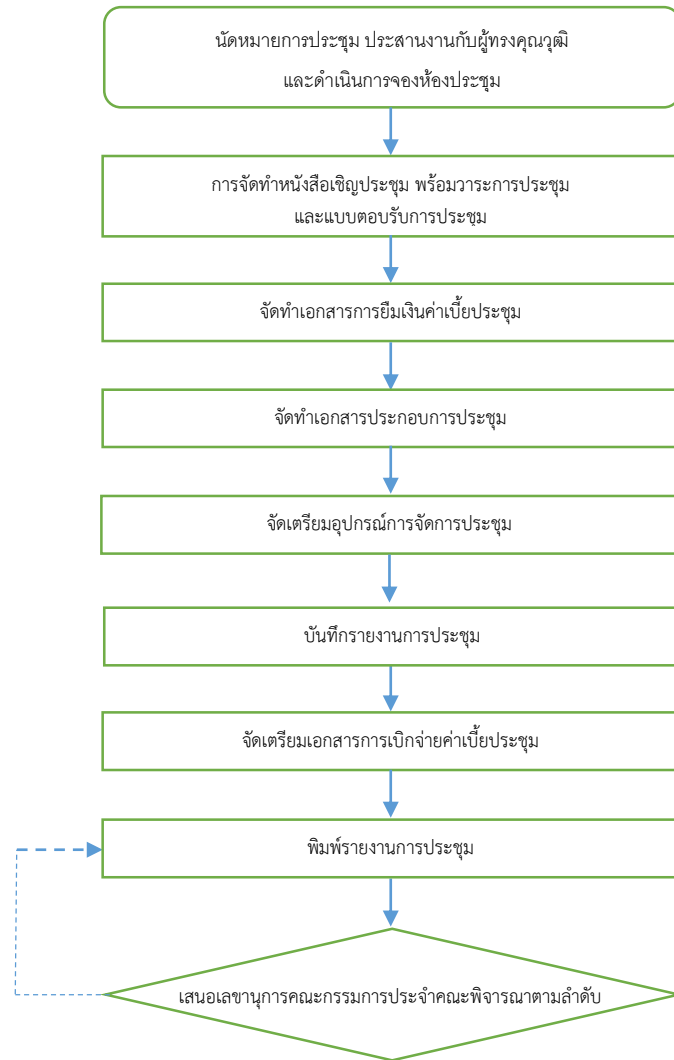 นัดหมายการประชุม ประสานงานกับผู้ทรงคุณวุฒิ
และดำเนินการจองห้องประชุม
การจัดทำหนังสือเชิญประชุม พร้อมวาระการประชุม
และแบบตอบรับการประชุม
จัดทำเอกสารการยืมเงินค่าเบี้ยประชุม
จัดทำเอกสารประกอบการประชุม
จัดเตรียมอุปกรณ์การจัดการประชุม
บันทึกรายงานการประชุม
จัดเตรียมเอกสารการเบิกจ่ายค่าเบี้ยประชุม
พิมพ์รายงานการประชุม
เสนอเลขานุการคณะกรรมการประจำคณะพิจารณาตามลำดับ